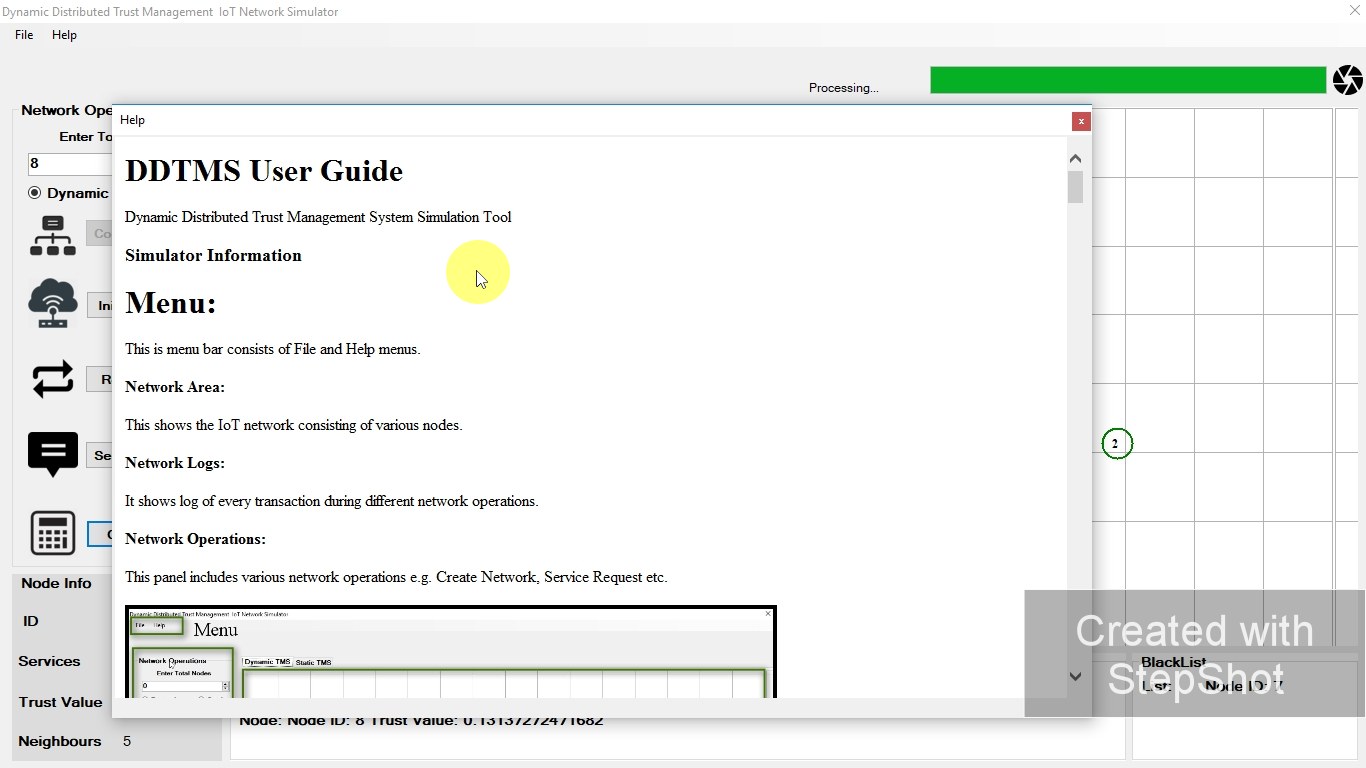 Dynamic Distributed Trust Management IoT Network Simulator
File Help
Processing...
Network Ope
Enter To
8
Dynamic
Co
Ini
R
Se
Node Info
ID
Services
Trust Value
Neighbours 5
Help
x
DDTMS User Guide
Dynamic Distributed Trust Management System Simulation Tool
Simulator Information
Menu:
This is menu bar consists of File and Help menus.
Network Area:
This shows the IoT network consisting of various nodes.
Network Logs:
It shows log of every transaction during different network operations.
Network Operations:
This panel includes various network operations e.g. Create Network, Service Request etc.
Dynamic Distributed Trust Management IoT Network Simulator
File Help
Menu
Network Operations
Enter Total Nodes
0
Dynamic TMS Static TMS
2
Node: Node ID: 8 Trust Value: 0.13137272471682
BlackList
List: Node ID:7
Created with
StepShot